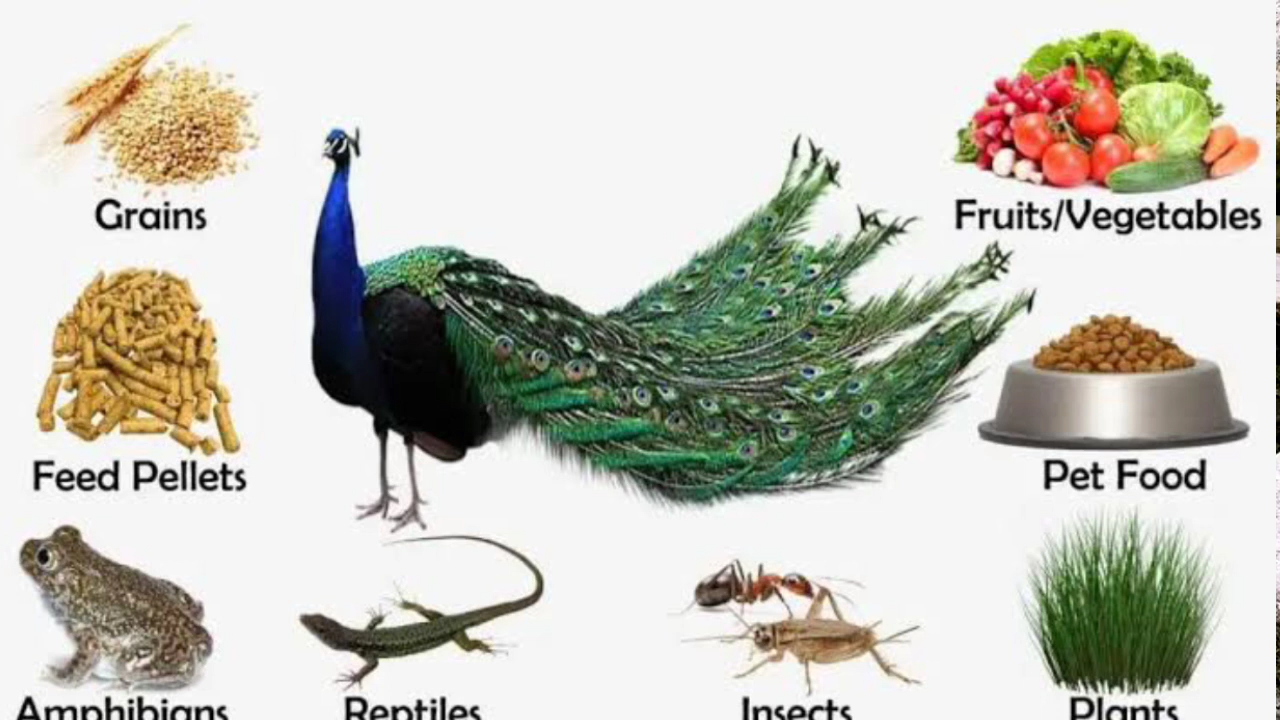 Grains
Fruits/Vegetables
Feed Pellets
Pet Food
Amphibians
Reptiles
Insects
Plants